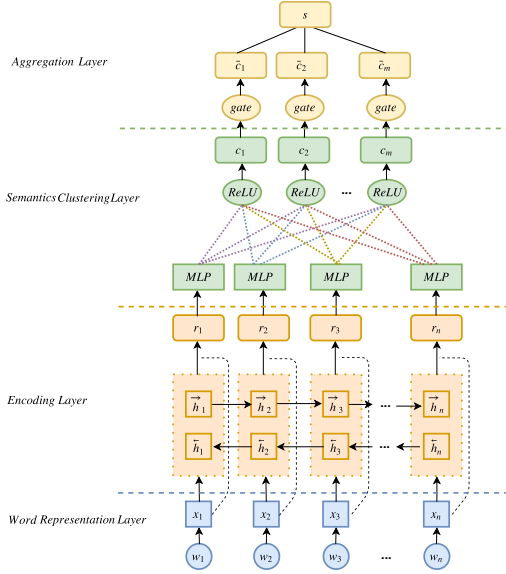 s
Aggregation Layer
c̃₁ c̃₂ c̃ₘ
gate gate gate
c₁ c₂ cₘ
Semantics Clustering Layer
ReLU ReLU ... ReLU
MLP MLP MLP MLP
r₁ r₂ r₃ rₙ
Encoding Layer
→h₁ →h₂ →h₃ ... →hₙ
←h₁ ←h₂ ←h₃ ... ←hₙ
Word Representation Layer
x₁ x₂ x₃ xₙ
w₁ w₂ w₃ ... wₙ